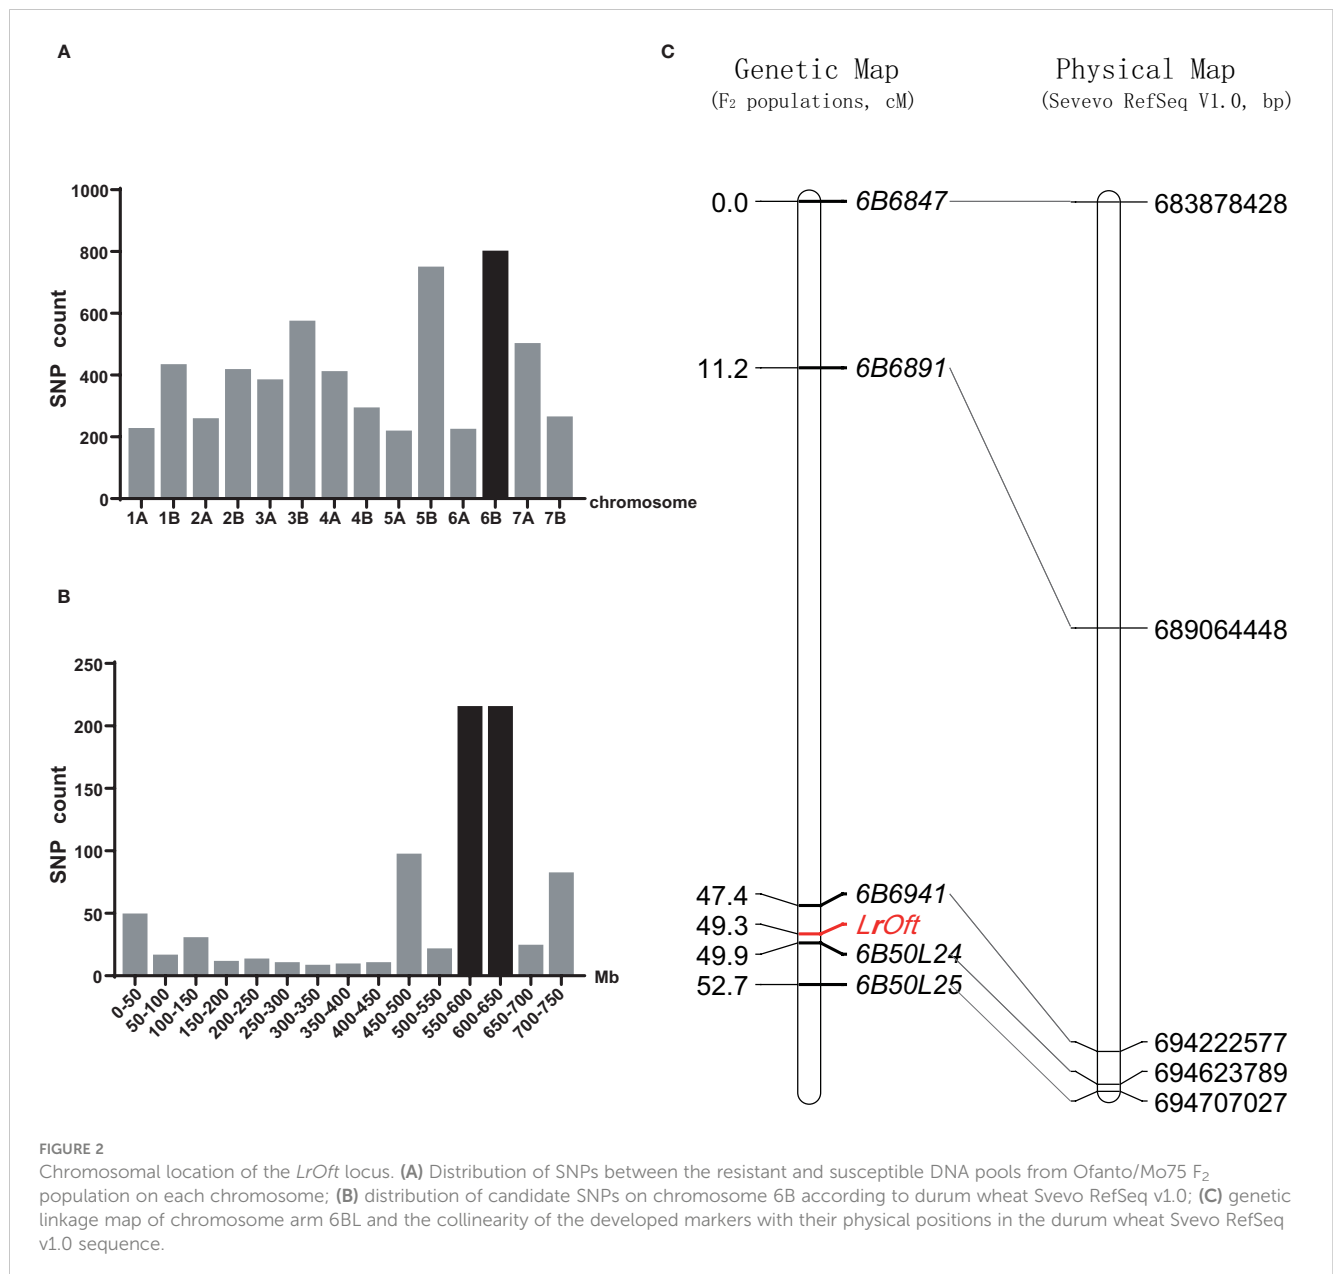 A
1000
800
600
400
200
0
SNP count
1A 1B 2A 2B 3A 3B 4A 4B 5A 5B 6A 6B 7A 7B
chromosome
B
250
200
150
100
50
0
SNP count
0-50 50-100 100-150 150-200 200-250 250-300 300-350 350-400 400-450 450-500 500-550 550-600 600-650 650-700 700-750
Mb
C
Genetic Map
(F2 populations, cM)
Physical Map
(Sevevo RefSeq V1.0, bp)
0.0 6B6847 683878428
11.2 6B6891
689064448
47.4 6B6941
49.3 LrOft
49.9 6B50L24
52.7 6B50L25
694222577
694623789
694707027
FIGURE 2
Chromosomal location of the LrOft locus. (A) Distribution of SNPs between the resistant and susceptible DNA pools from Ofanto/Mo75 F2
population on each chromosome; (B) distribution of candidate SNPs on chromosome 6B according to durum wheat Svevo RefSeq v1.0; (C) genetic
linkage map of chromosome arm 6BL and the collinearity of the developed markers with their physical positions in the durum wheat Svevo RefSeq
v1.0 sequence.